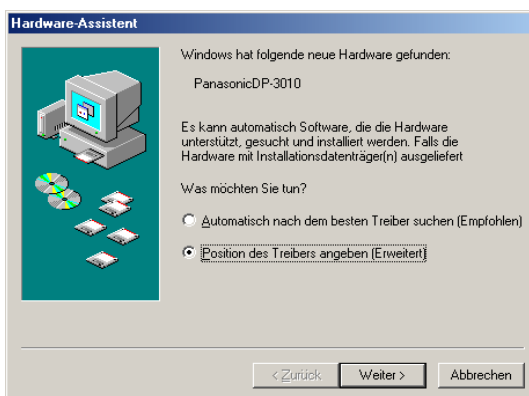 Hardware-Assistent
Windows hat folgende neue Hardware gefunden:
PanasonicDP-3010
Es kann automatisch Software, die die Hardware
unterstützt, gesucht und installiert werden. Falls die
Hardware mit Installationsdatenträger(n) ausgeliefert
Was möchten Sie tun?
Automatisch nach dem besten Treiber suchen (Empfohlen)
Position des Treibers angeben (Erweitert)
< Zurück Weiter > Abbrechen